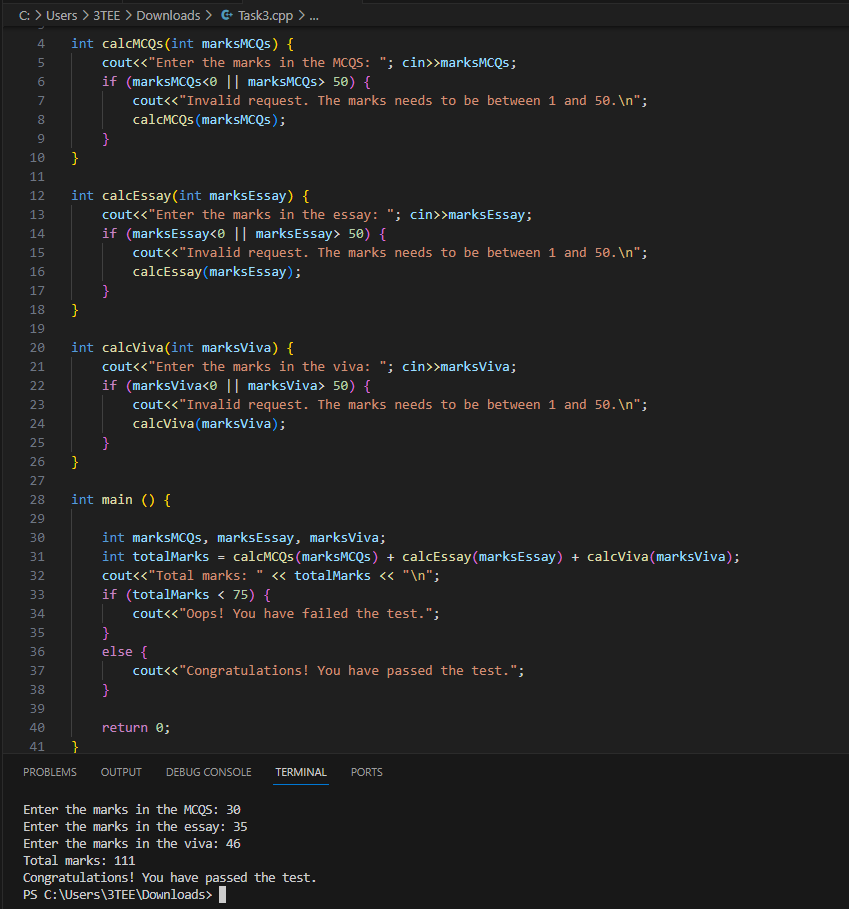 C: > Users > 3TEE > Downloads > Task3.cpp > ...
4 int calcMCQs(int marksMCQs) {
5 cout<<"Enter the marks in the MCQS: "; cin>>marksMCQs;
6 if (marksMCQs<0 || marksMCQs> 50) {
7 cout<<"Invalid request. The marks needs to be between 1 and 50.\n";
8 calcMCQs(marksMCQs);
9 }
10 }
11
12 int calcEssay(int marksEssay) {
13 cout<<"Enter the marks in the essay: "; cin>>marksEssay;
14 if (marksEssay<0 || marksEssay> 50) {
15 cout<<"Invalid request. The marks needs to be between 1 and 50.\n";
16 calcEssay(marksEssay);
17 }
18 }
19
20 int calcViva(int marksViva) {
21 cout<<"Enter the marks in the viva: "; cin>>marksViva;
22 if (marksViva<0 || marksViva> 50) {
23 cout<<"Invalid request. The marks needs to be between 1 and 50.\n";
24 calcViva(marksViva);
25 }
26 }
27
28 int main () {
29
30 int marksMCQs, marksEssay, marksViva;
31 int totalMarks = calcMCQs(marksMCQs) + calcEssay(marksEssay) + calcViva(marksViva);
32 cout<<"Total marks: " << totalMarks << "\n";
33 if (totalMarks < 75) {
34 cout<<"Oops! You have failed the test.";
35 }
36 else {
37 cout<<"Congratulations! You have passed the test.";
38 }
39
40 return 0;
41 }
PROBLEMS OUTPUT DEBUG CONSOLE TERMINAL PORTS
Enter the marks in the MCQS: 30
Enter the marks in the essay: 35
Enter the marks in the viva: 46
Total marks: 111
Congratulations! You have passed the test.
PS C:\Users\3TEE\Downloads>